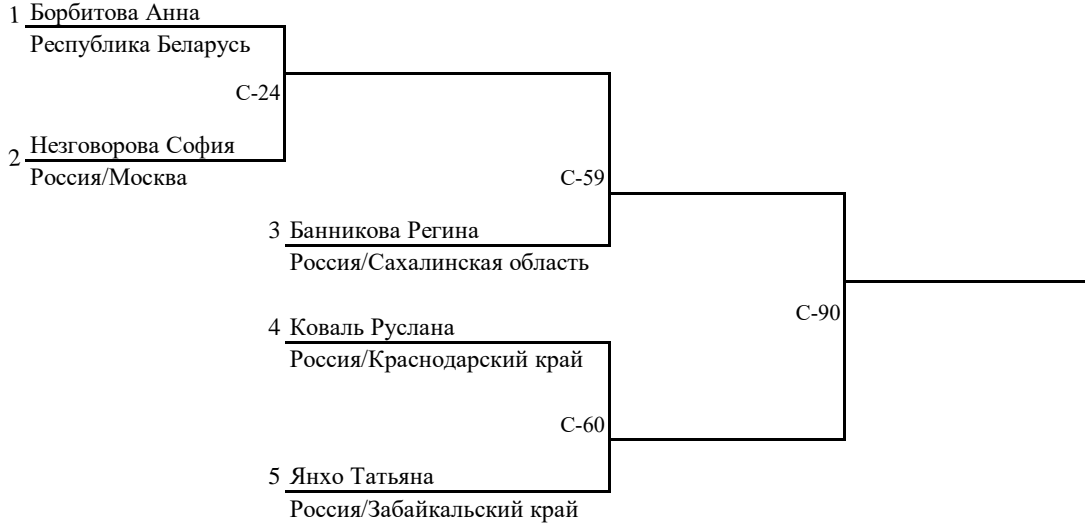 1 Борбитова Анна
Республика Беларусь
С-24
2 Незговорова София
Россия/Москва
С-59
3 Банникова Регина
Россия/Сахалинская область
С-90
4 Коваль Руслана
Россия/Краснодарский край
С-60
5 Янхо Татьяна
Россия/Забайкальский край